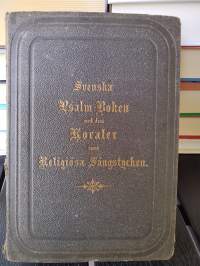 Svenska
Psalm-Boken
med dess
Koraler
samt
Religiösa Sångstycken.